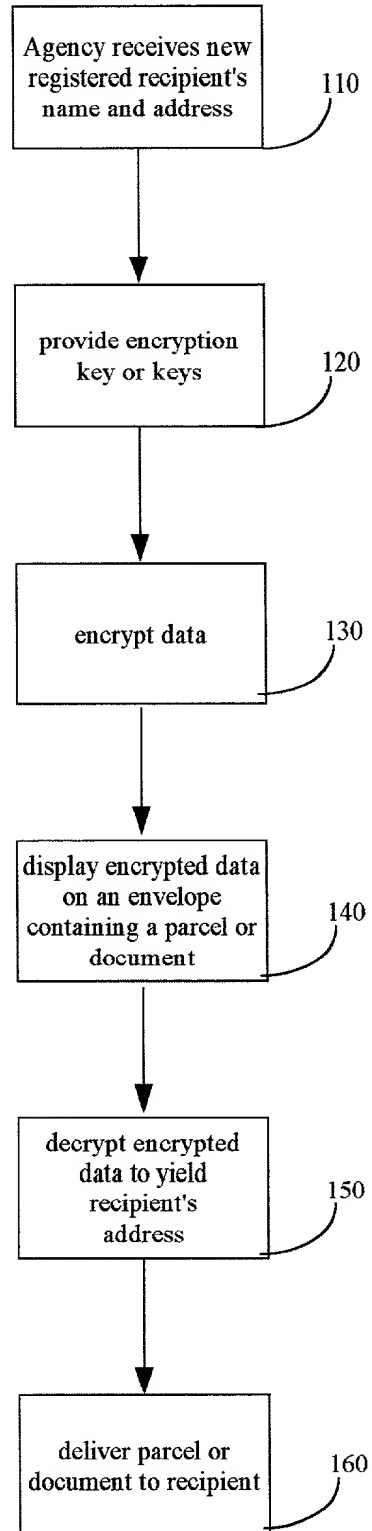 Agency receives new
registered recipient's
name and address
110
provide encryption
key or keys
120
encrypt data
130
display encrypted data
on an envelope
containing a parcel or
document
140
decrypt encrypted
data to yield
recipient's
address
150
deliver parcel or
document to recipient
160